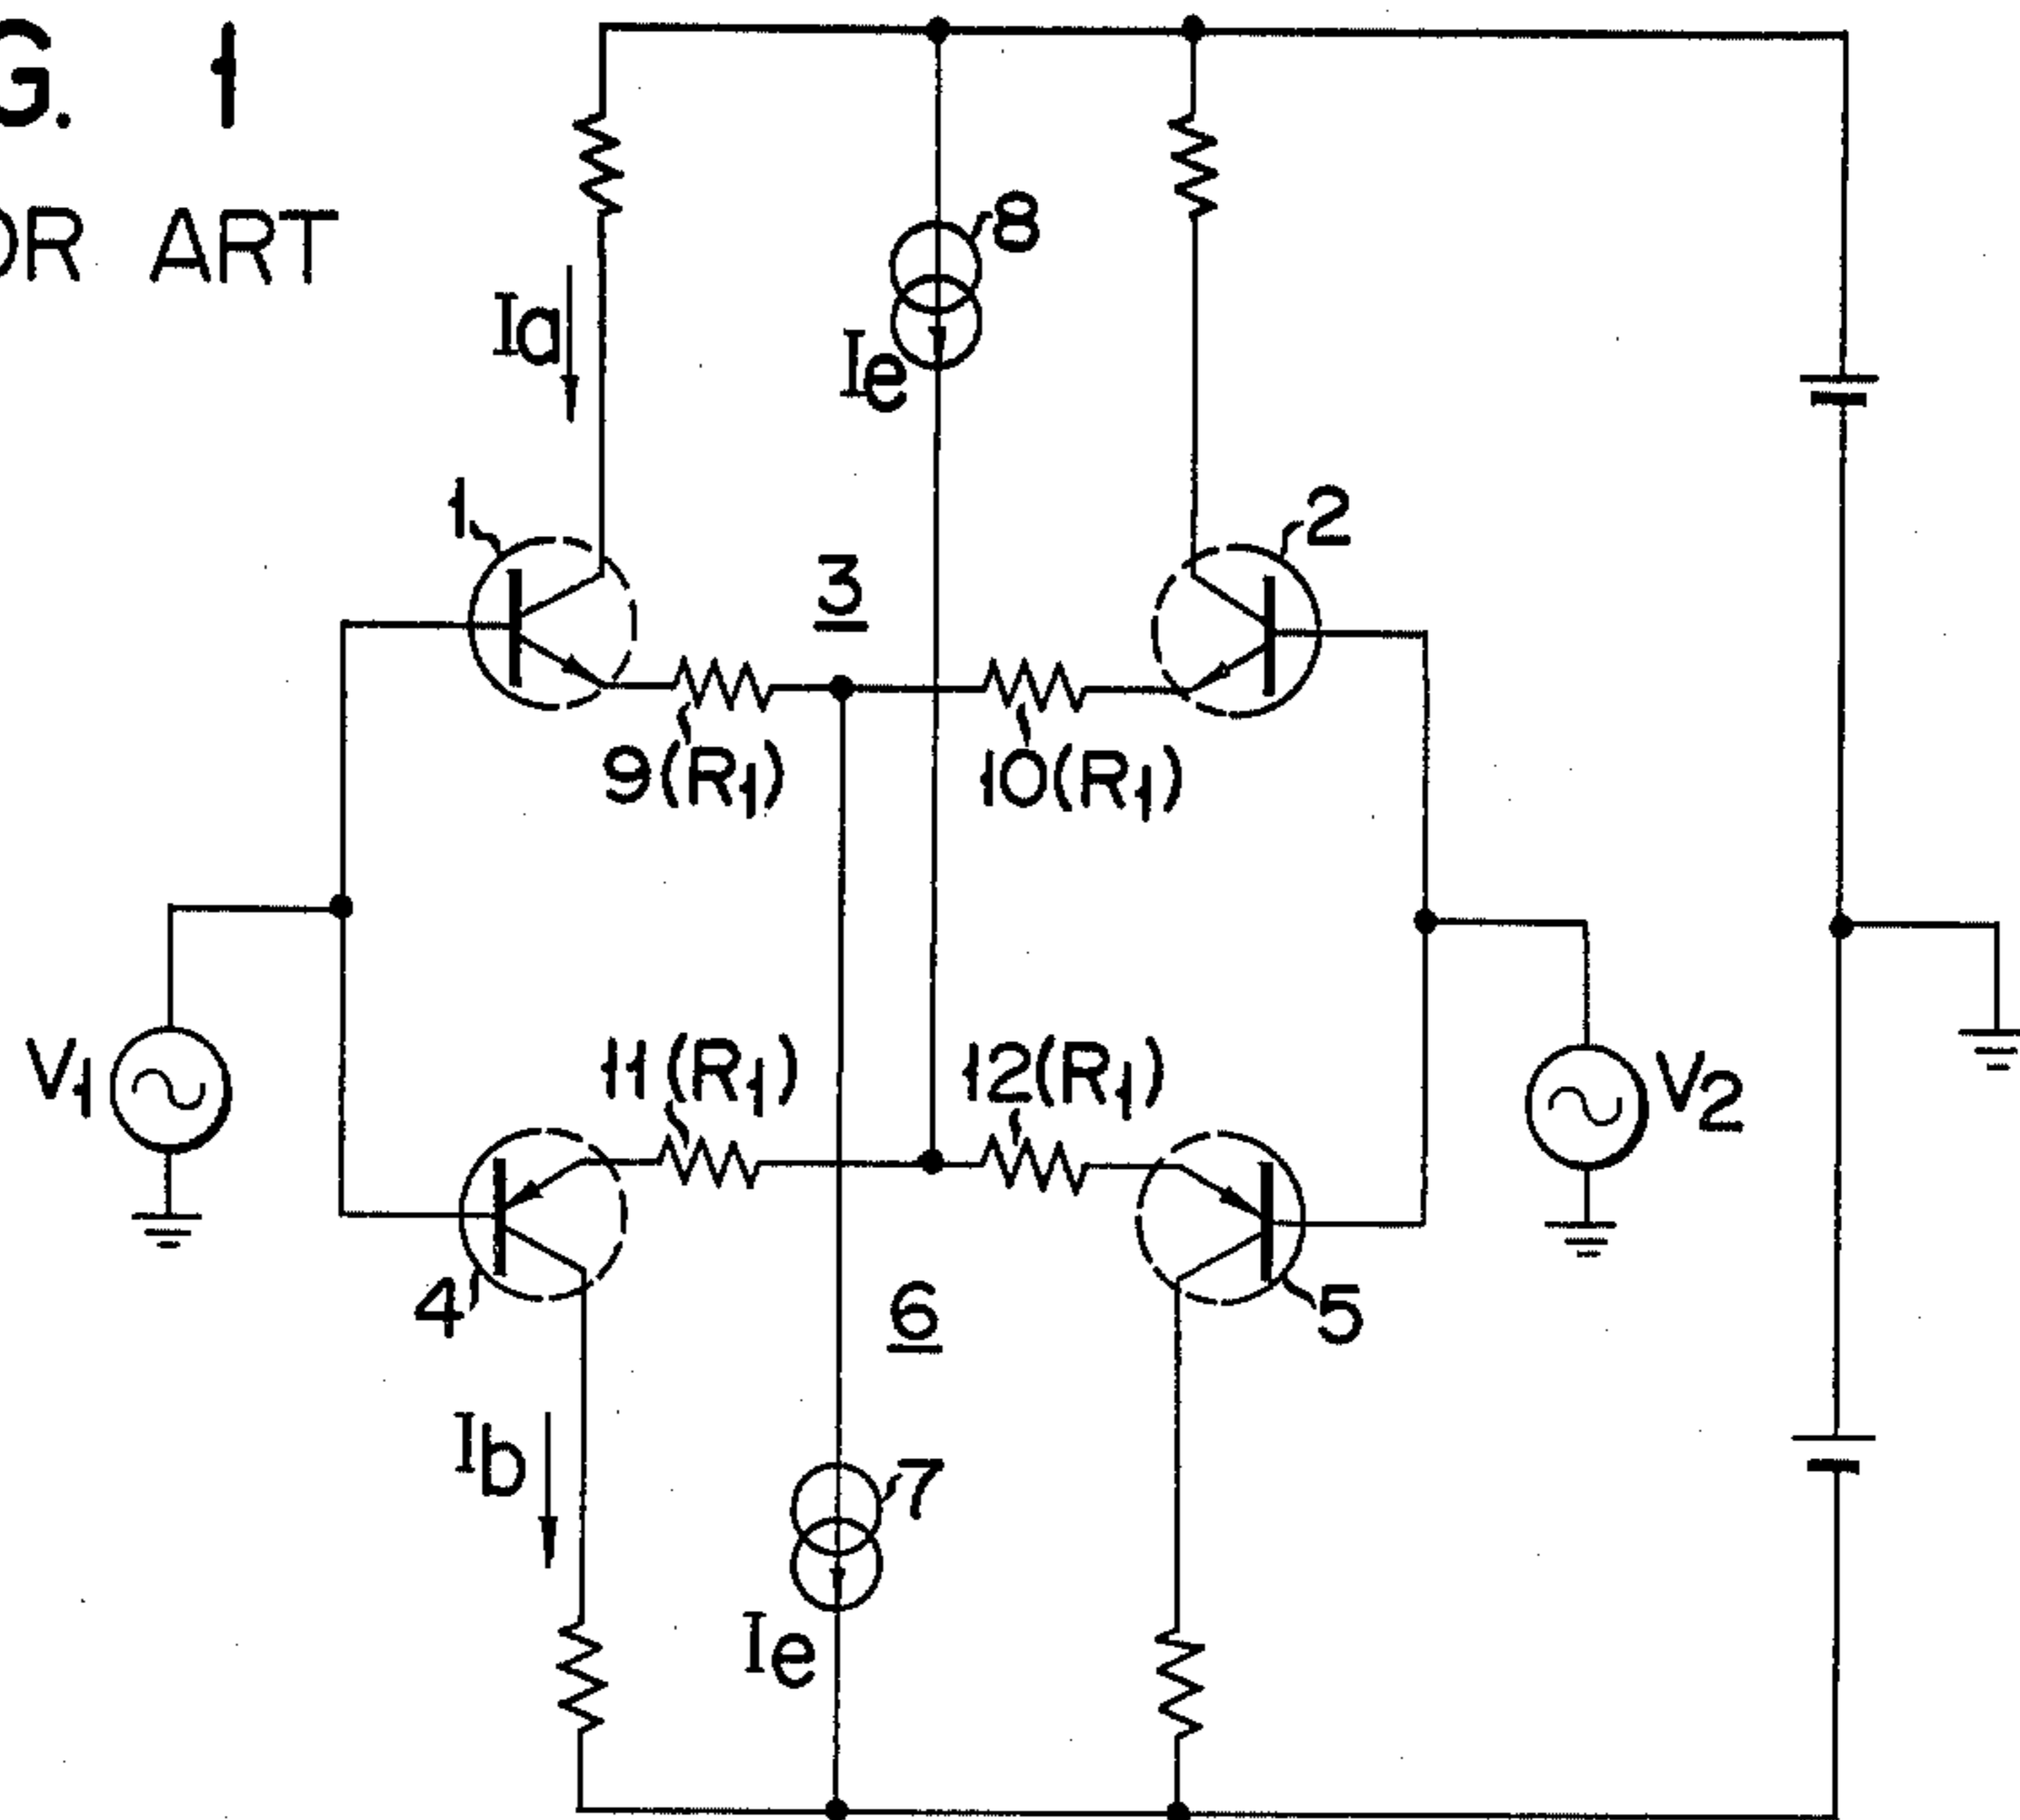 G. 1
OR ART
8
Ia
Ie
1
2
3
9(R1)
10(R1)
11(R1)
12(R1)
V1
V2
4
6
5
Ib
7
Ie